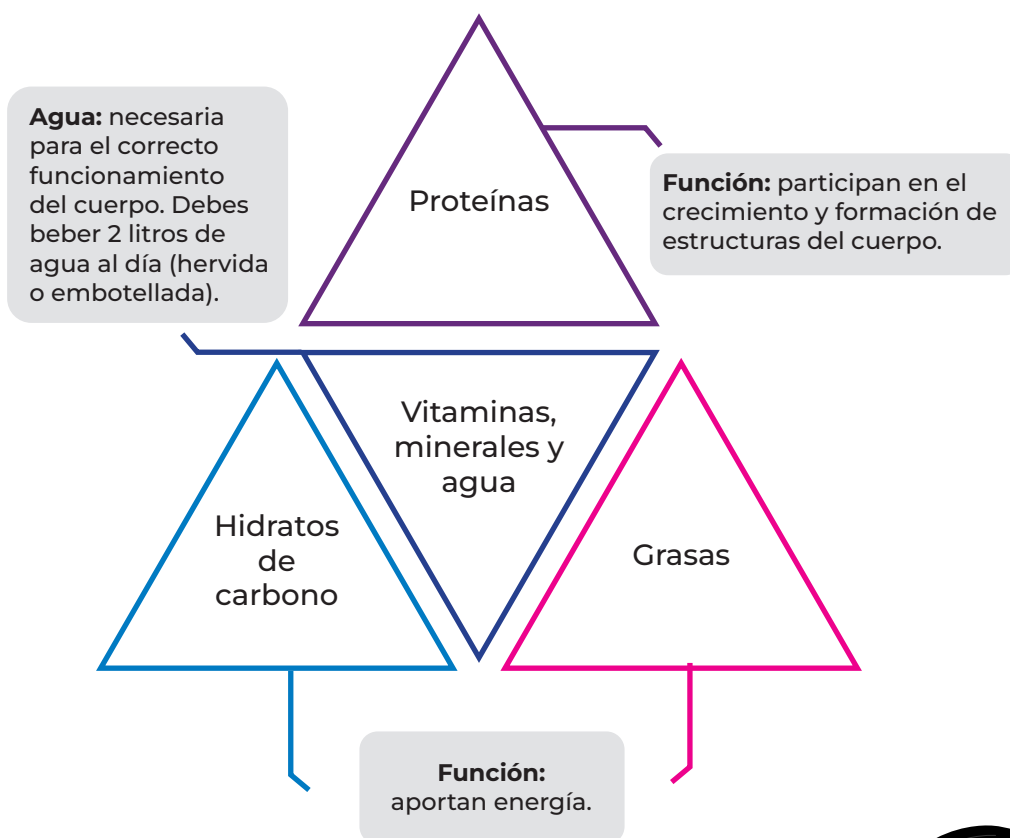 Agua: necesaria
para el correcto
funcionamiento
del cuerpo. Debes
beber 2 litros de
agua al día (hervida
o embotellada).
Proteínas
Función: participan en el
crecimiento y formación de
estructuras del cuerpo.
Vitaminas,
minerales y
agua
Hidratos
de
carbono
Grasas
Función:
aportan energía.